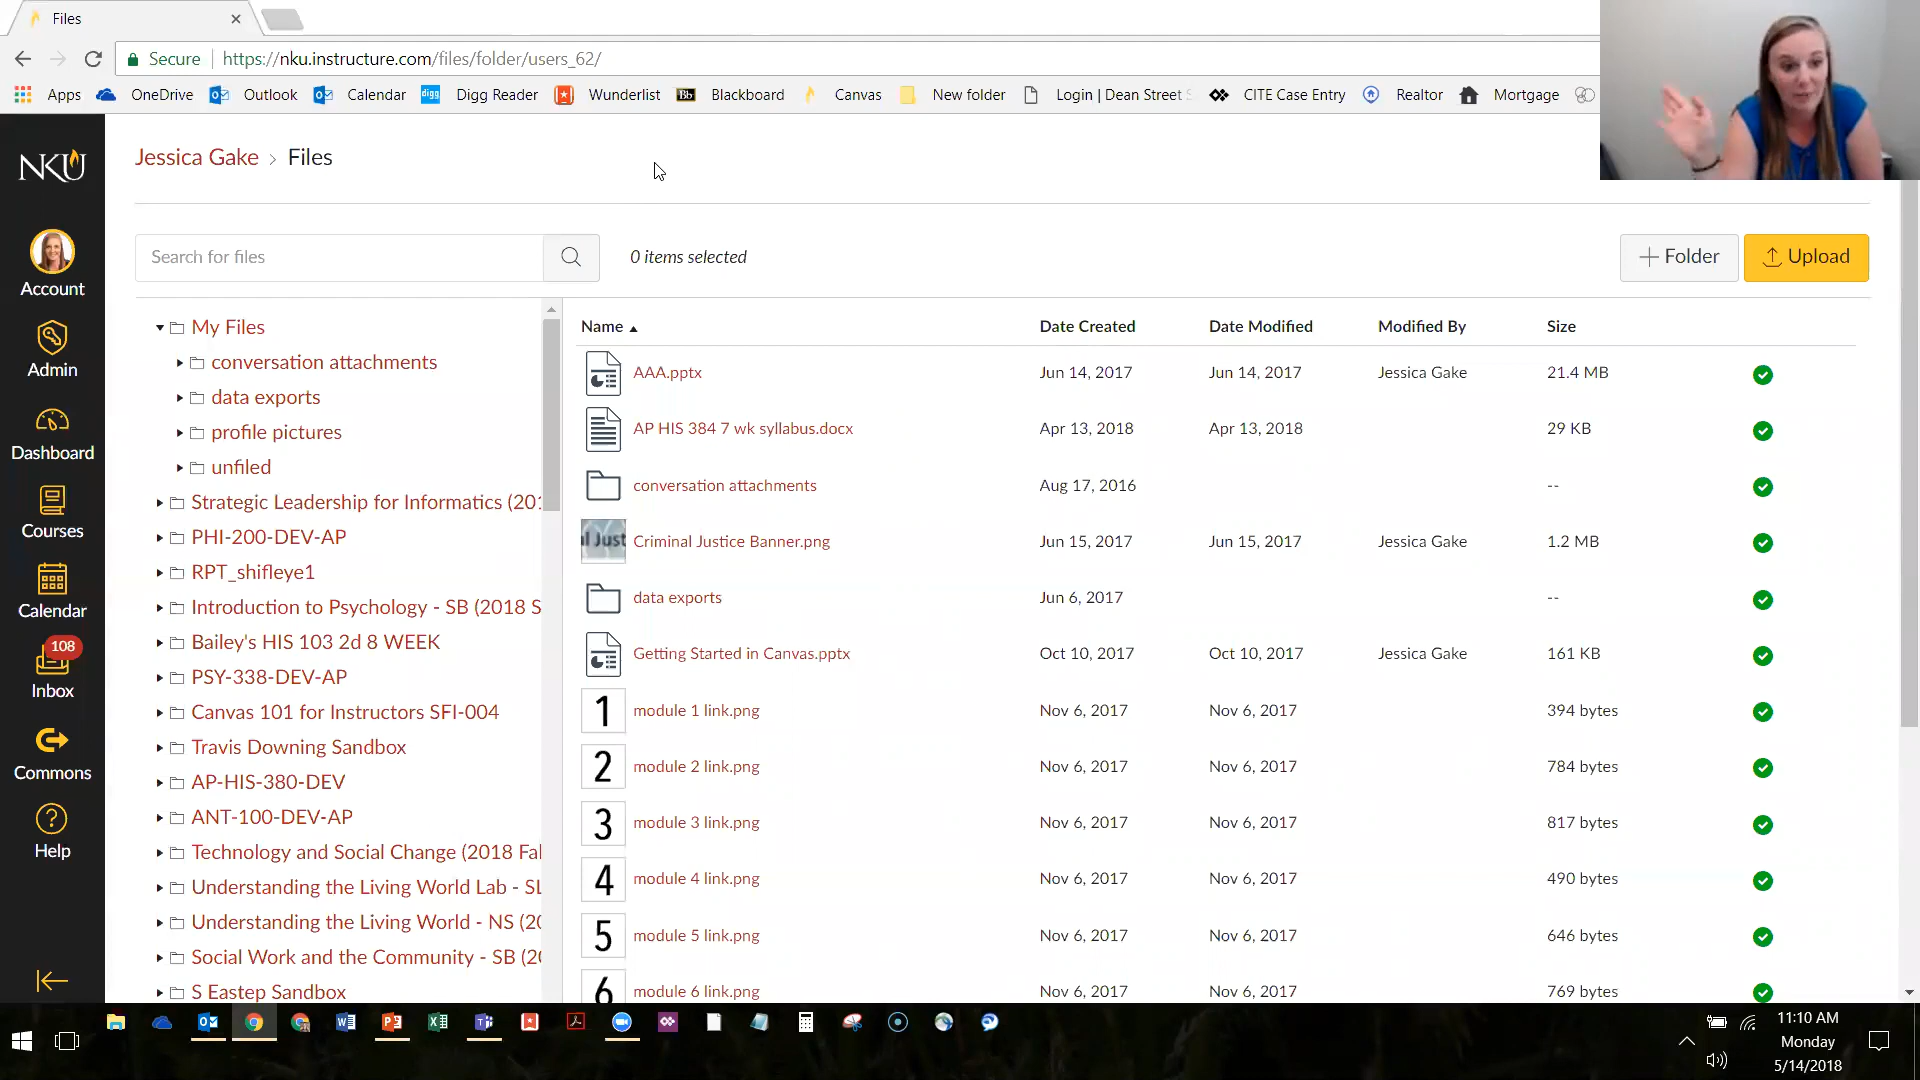 Files
Secure https://nku.instructure.com/files/folder/users_62/
Apps OneDrive Outlook Calendar digg Digg Reader Wunderlist Bb Blackboard Canvas New folder Login | Dean Street S CITE Case Entry Realtor Mortgage
NKU
Account
Admin
Dashboard
Courses
Calendar
108
Inbox
Commons
Help
Jessica Gake > Files
Search for files
0 items selected
+ Folder
Upload
My Files
conversation attachments
data exports
profile pictures
unfiled
Strategic Leadership for Informatics (201
PHI-200-DEV-AP
RPT_shifleye1
Introduction to Psychology - SB (2018 S
Bailey's HIS 103 2d 8 WEEK
PSY-338-DEV-AP
Canvas 101 for Instructors SFI-004
Travis Downing Sandbox
AP-HIS-380-DEV
ANT-100-DEV-AP
Technology and Social Change (2018 Fal
Understanding the Living World Lab - SL
Understanding the Living World - NS (20
Social Work and the Community - SB (20
S Eastep Sandbox
Name Date Created Date Modified Modified By Size
AAA.pptx Jun 14, 2017 Jun 14, 2017 Jessica Gake 21.4 MB
AP HIS 384 7 wk syllabus.docx Apr 13, 2018 Apr 13, 2018 29 KB
conversation attachments Aug 17, 2016 --
l Just Criminal Justice Banner.png Jun 15, 2017 Jun 15, 2017 Jessica Gake 1.2 MB
data exports Jun 6, 2017 --
Getting Started in Canvas.pptx Oct 10, 2017 Oct 10, 2017 Jessica Gake 161 KB
1 module 1 link.png Nov 6, 2017 Nov 6, 2017 394 bytes
2 module 2 link.png Nov 6, 2017 Nov 6, 2017 784 bytes
3 module 3 link.png Nov 6, 2017 Nov 6, 2017 817 bytes
4 module 4 link.png Nov 6, 2017 Nov 6, 2017 490 bytes
5 module 5 link.png Nov 6, 2017 Nov 6, 2017 646 bytes
6 module 6 link.png Nov 6, 2017 Nov 6, 2017 769 bytes
11:10 AM
Monday
5/14/2018